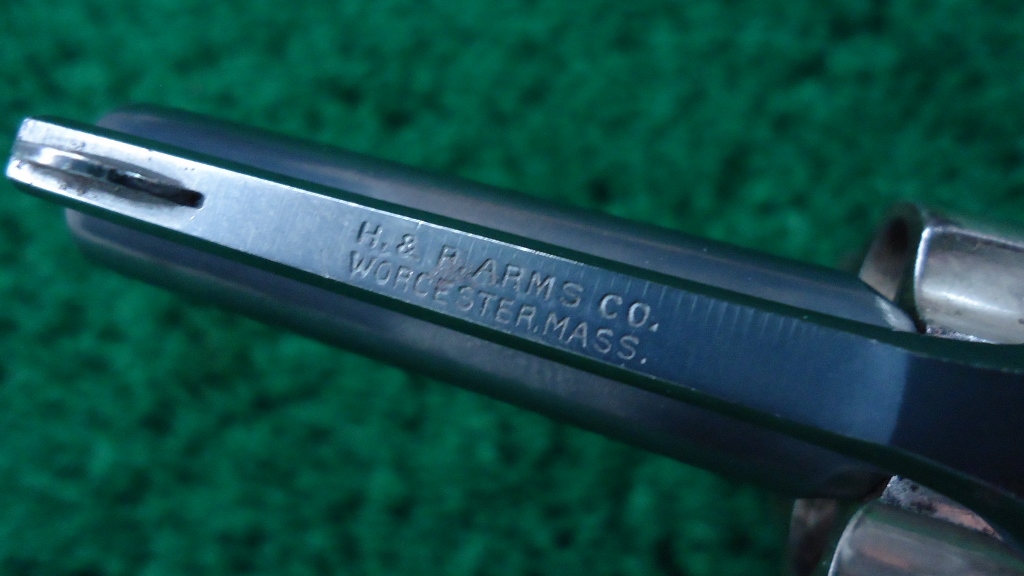 H. & R. ARMS CO.
WORCESTER, MASS.